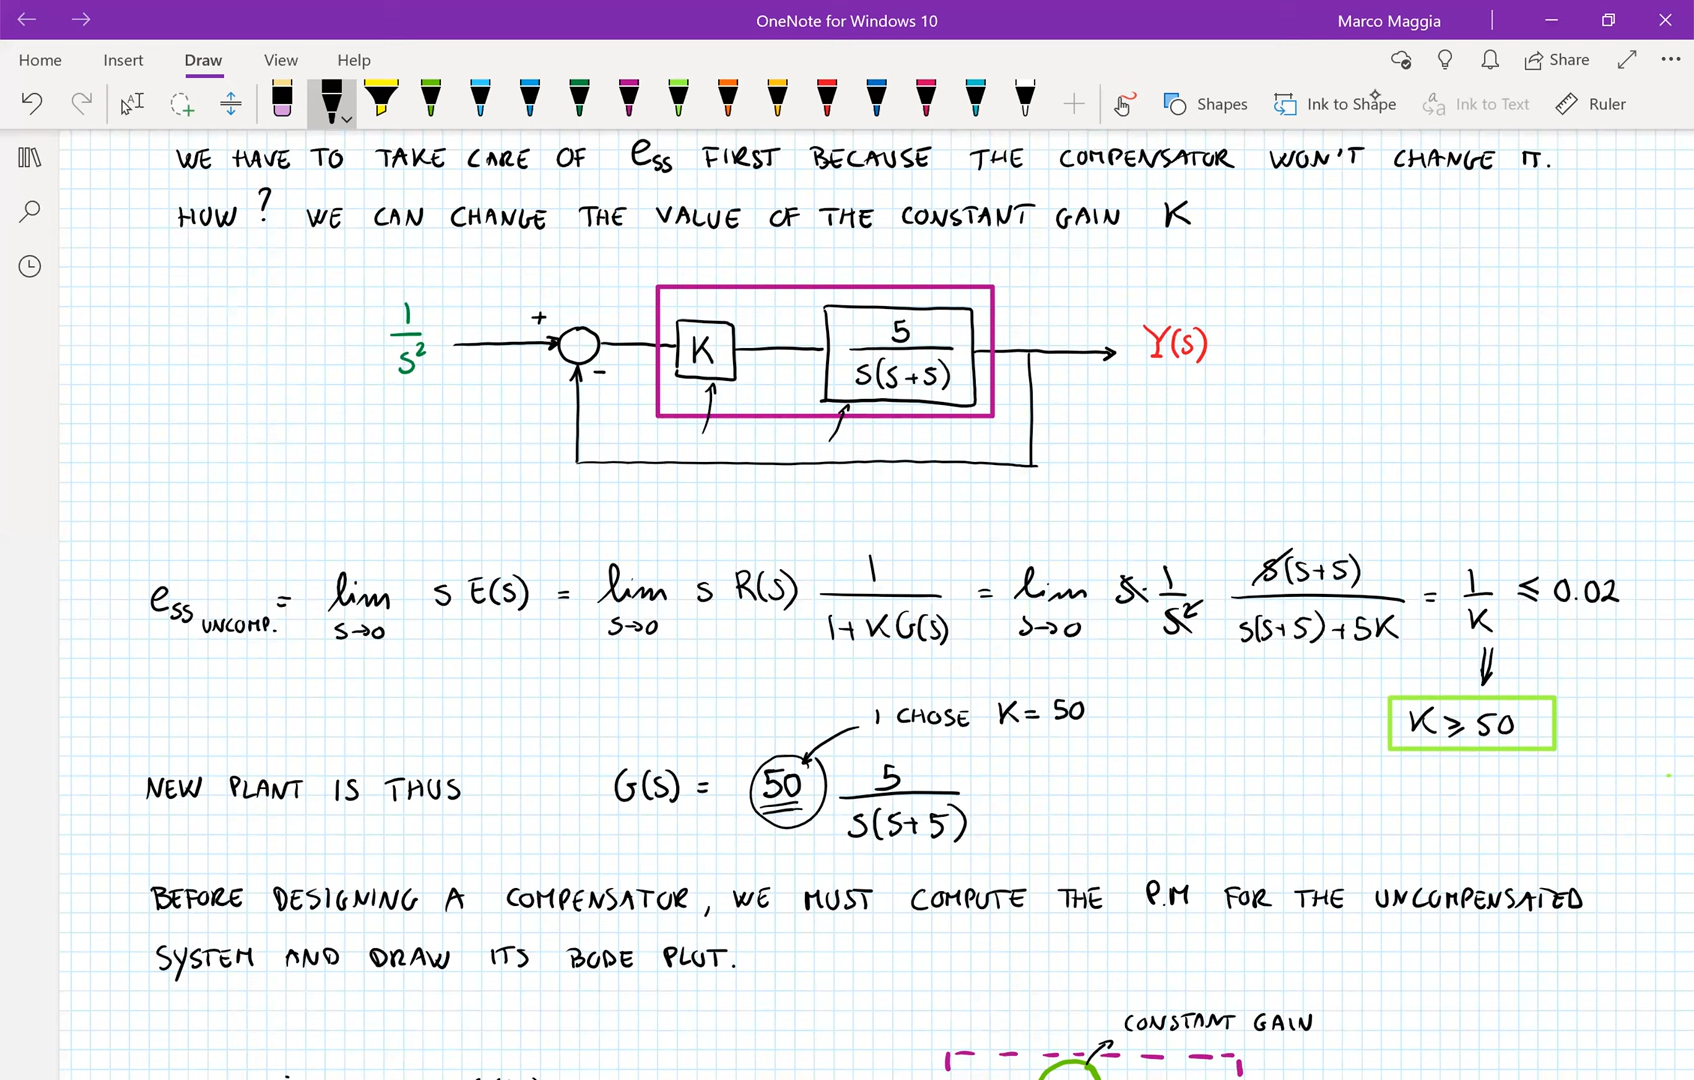 OneNote for Windows 10
Marco Maggia
Home Insert Draw View Help
Share
Shapes Ink to Shape Ink to Text Ruler
WE HAVE TO TAKE CARE OF ess FIRST BECAUSE THE COMPENSATOR WON'T CHANGE IT.
HOW? WE CAN CHANGE THE VALUE OF THE CONSTANT GAIN K
1/s² + - K 5/s(s+5) Y(s)
ess UNCOMP. = lim s→0 s E(s) = lim s→0 s R(s) 1/1+KG(s) = lim s→0 s· 1/s² s(s+5)/s(s+5)+5K = 1/K ≤ 0.02
⇓
K ≥ 50
I CHOSE K = 50
NEW PLANT IS THUS G(s) = 50 5/s(s+5)
BEFORE DESIGNING A COMPENSATOR, WE MUST COMPUTE THE P.M FOR THE UNCOMPENSATED
SYSTEM AND DRAW ITS BODE PLOT.
CONSTANT GAIN